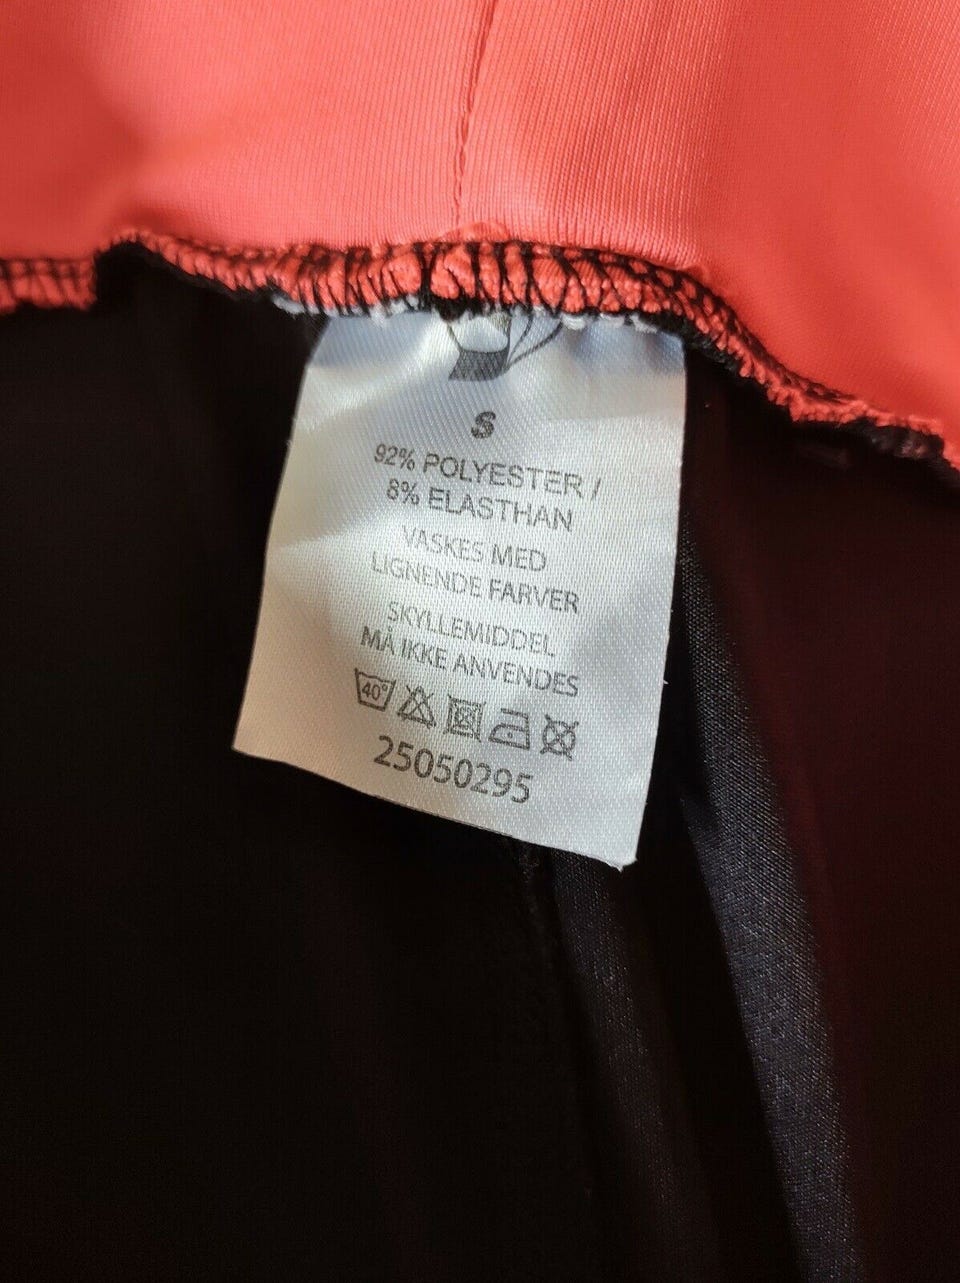 S
92% POLYESTER /
8% ELASTHAN
VASKES MED
LIGNENDE FARVER
SKYLLEMIDDEL
MÅ IKKE ANVENDES
40°
25050295